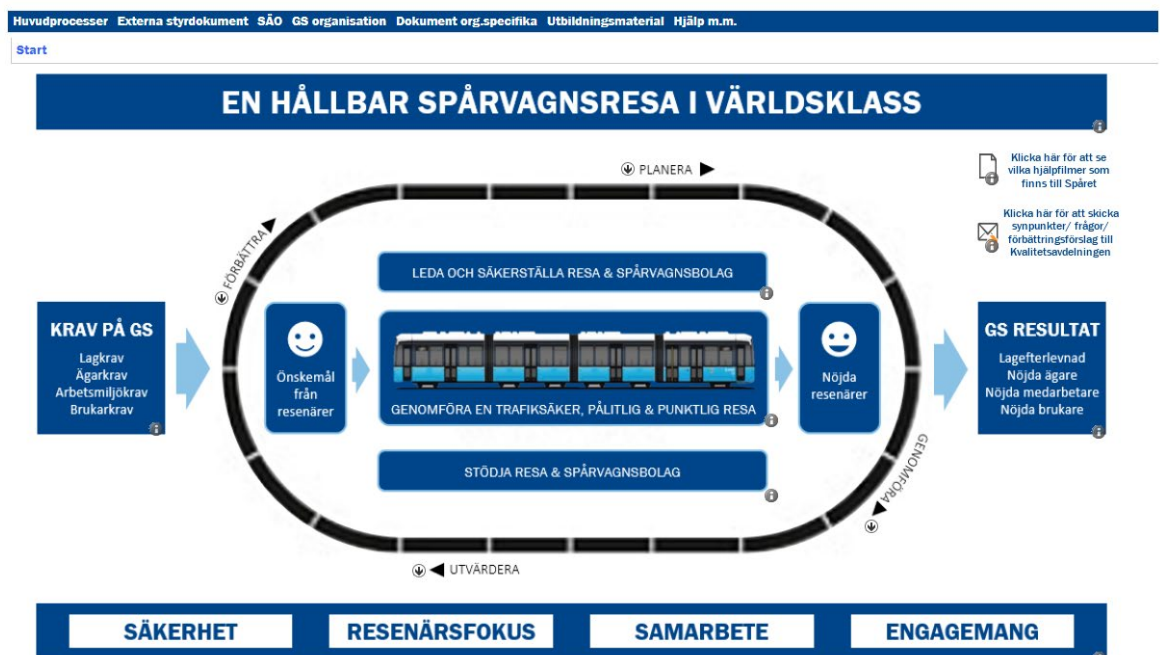 Huvudprocesser Externa styrdokument SÄO GS organisation Dokument org.specifika Utbildningsmaterial Hjälp m.m.
Start
EN HÅLLBAR SPÅRVAGNSRESA I VÄRLDSKLASS
Klicka här för att se
vilka hjälpfilmer som
finns till Spåret
Klicka här för att skicka
synpunkter/ frågor/
förbättringsförslag till
Kvalitetsavdelningen
PLANERA
FÖRBÄTTRA
LEDA OCH SÄKERSTÄLLA RESA & SPÅRVAGNSBOLAG
KRAV PÅ GS
Lagkrav
Ägarkrav
Arbetsmiljökrav
Brukarkrav
Önskemål
från
resenärer
GENOMFÖRA EN TRAFIKSÄKER, PÅLITLIG & PUNKTLIG RESA
Nöjda
resenärer
GS RESULTAT
Lagefterlevnad
Nöjda ägare
Nöjda medarbetare
Nöjda brukare
STÖDJA RESA & SPÅRVAGNSBOLAG
GENOMFÖRA
UTVÄRDERA
SÄKERHET
RESENÄRSFOKUS
SAMARBETE
ENGAGEMANG